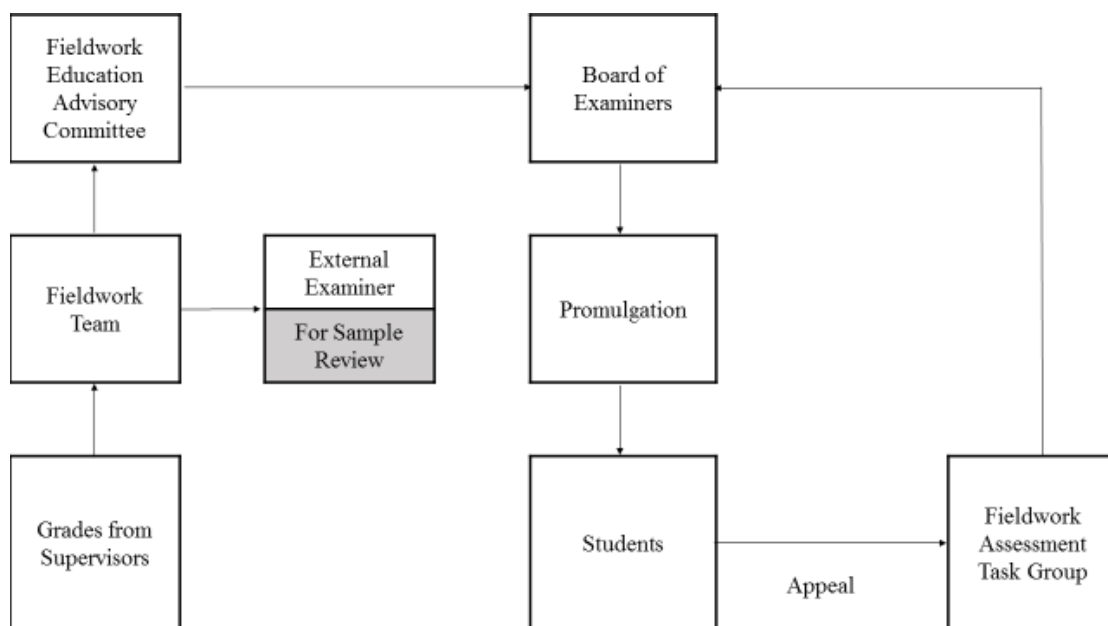 Fieldwork
Education
Advisory
Committee
Board of
Examiners
Fieldwork
Team
External
Examiner
For Sample
Review
Promulgation
Grades from
Supervisors
Students
Appeal
Fieldwork
Assessment
Task Group